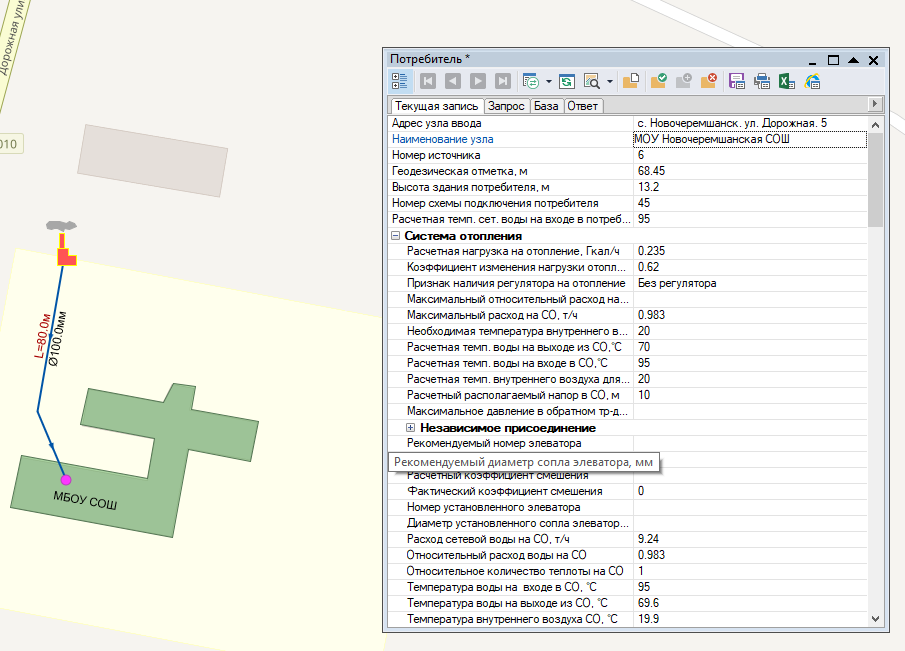 Дорожная ули
010
L=80.0м
Ø100.0мм
МБОУ СОШ
Потребитель *
Текущая запись Запрос База Ответ
Адрес узла ввода с. Новочеремшанск. ул. Дорожная. 5
Наименование узла МОУ Новочеремшанская СОШ
Номер источника 6
Геодезическая отметка, м 68.45
Высота здания потребителя, м 13.2
Номер схемы подключения потребителя 45
Расчетная темп. сет. воды на входе в потреб... 95
Система отопления
Расчетная нагрузка на отопление, Гкал/ч 0.235
Коэффициент изменения нагрузки отопл... 0.62
Признак наличия регулятора на отопление Без регулятора
Максимальный относительный расход на...
Максимальный расход на СО, т/ч 0.983
Необходимая температура внутреннего в... 20
Расчетная темп. воды на выходе из СО,°С 70
Расчетная темп. воды на входе в СО,°С 95
Расчетная темп. внутреннего воздуха для... 20
Расчетный располагаемый напор в СО, м 10
Максимальное давление в обратном тр-д...
Независимое присоединение
Рекомендуемый номер элеватора
Рекомендуемый диаметр сопла элеватора, мм
Расчетный коэффициент смешения
Фактический коэффициент смешения 0
Номер установленного элеватора
Диаметр установленного сопла элеватор...
Расход сетевой воды на СО, т/ч 9.24
Относительный расход воды на СО 0.983
Относительное количество теплоты на СО 1
Температура воды на входе в СО, °С 95
Температура воды на выходе из СО, °С 69.6
Температура внутреннего воздуха СО, °С 19.9